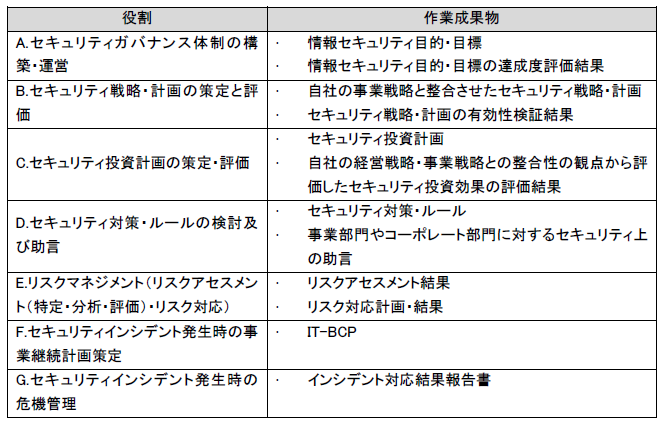 役割
作業成果物
A.セキュリティガバナンス体制の構
築・運営
・ 情報セキュリティ目的・目標
・ 情報セキュリティ目的・目標の達成度評価結果
B.セキュリティ戦略・計画の策定と評
価
・ 自社の事業戦略と整合させたセキュリティ戦略・計画
・ セキュリティ戦略・計画の有効性検証結果
C.セキュリティ投資計画の策定・評価
・ セキュリティ投資計画
・ 自社の経営戦略・事業戦略との整合性の観点から評
価したセキュリティ投資効果の評価結果
D.セキュリティ対策・ルールの検討及
び助言
・ セキュリティ対策・ルール
・ 事業部門やコーポレート部門に対するセキュリティ上
の助言
E.リスクマネジメント(リスクアセスメン
ト(特定・分析・評価)・リスク対応)
・ リスクアセスメント結果
・ リスク対応計画・結果
F.セキュリティインシデント発生時の事
業継続計画策定
・ IT-BCP
G.セキュリティインシデント発生時の
危機管理
・ インシデント対応結果報告書